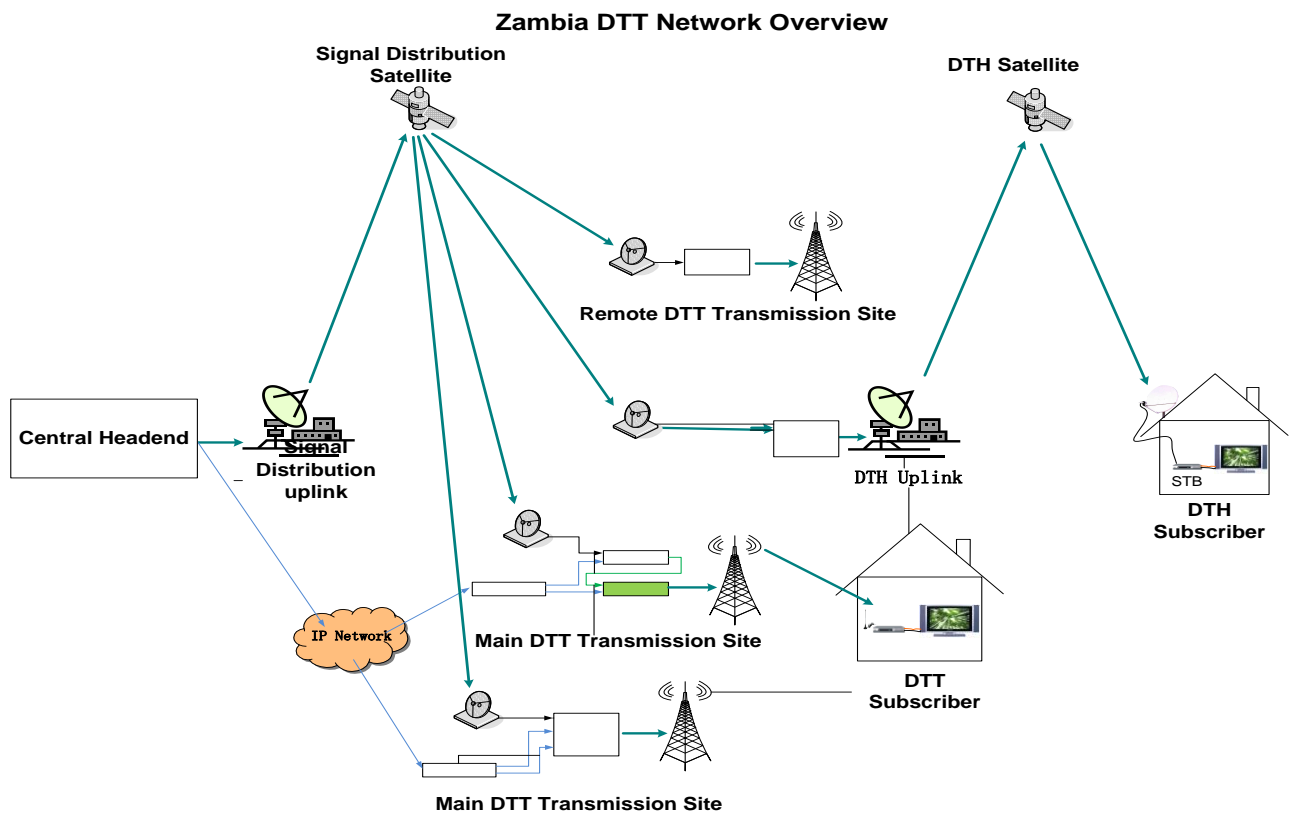 Zambia DTT Network Overview
Signal Distribution
Satellite
DTH Satellite
Remote DTT Transmission Site
Central Headend
Signal
Distribution
uplink
DTH Uplink
STB
DTH
Subscriber
IP Network
Main DTT Transmission Site
DTT
Subscriber
Main DTT Transmission Site